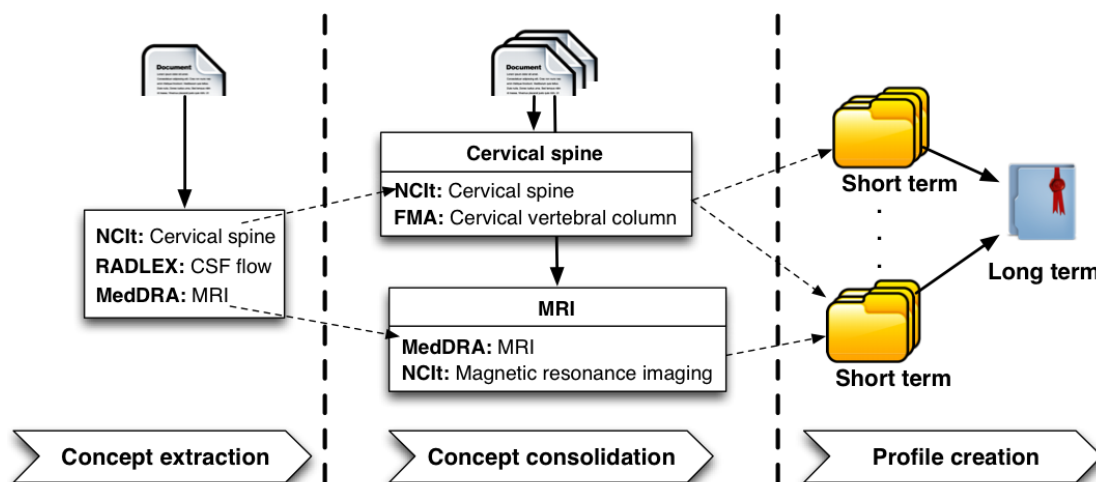 Document
Document
NCIt: Cervical spine
RADLEX: CSF flow
MedDRA: MRI
Cervical spine
NCIt: Cervical spine
FMA: Cervical vertebral column
MRI
MedDRA: MRI
NCIt: Magnetic resonance imaging
Short term
Short term
Long term
Concept extraction
Concept consolidation
Profile creation